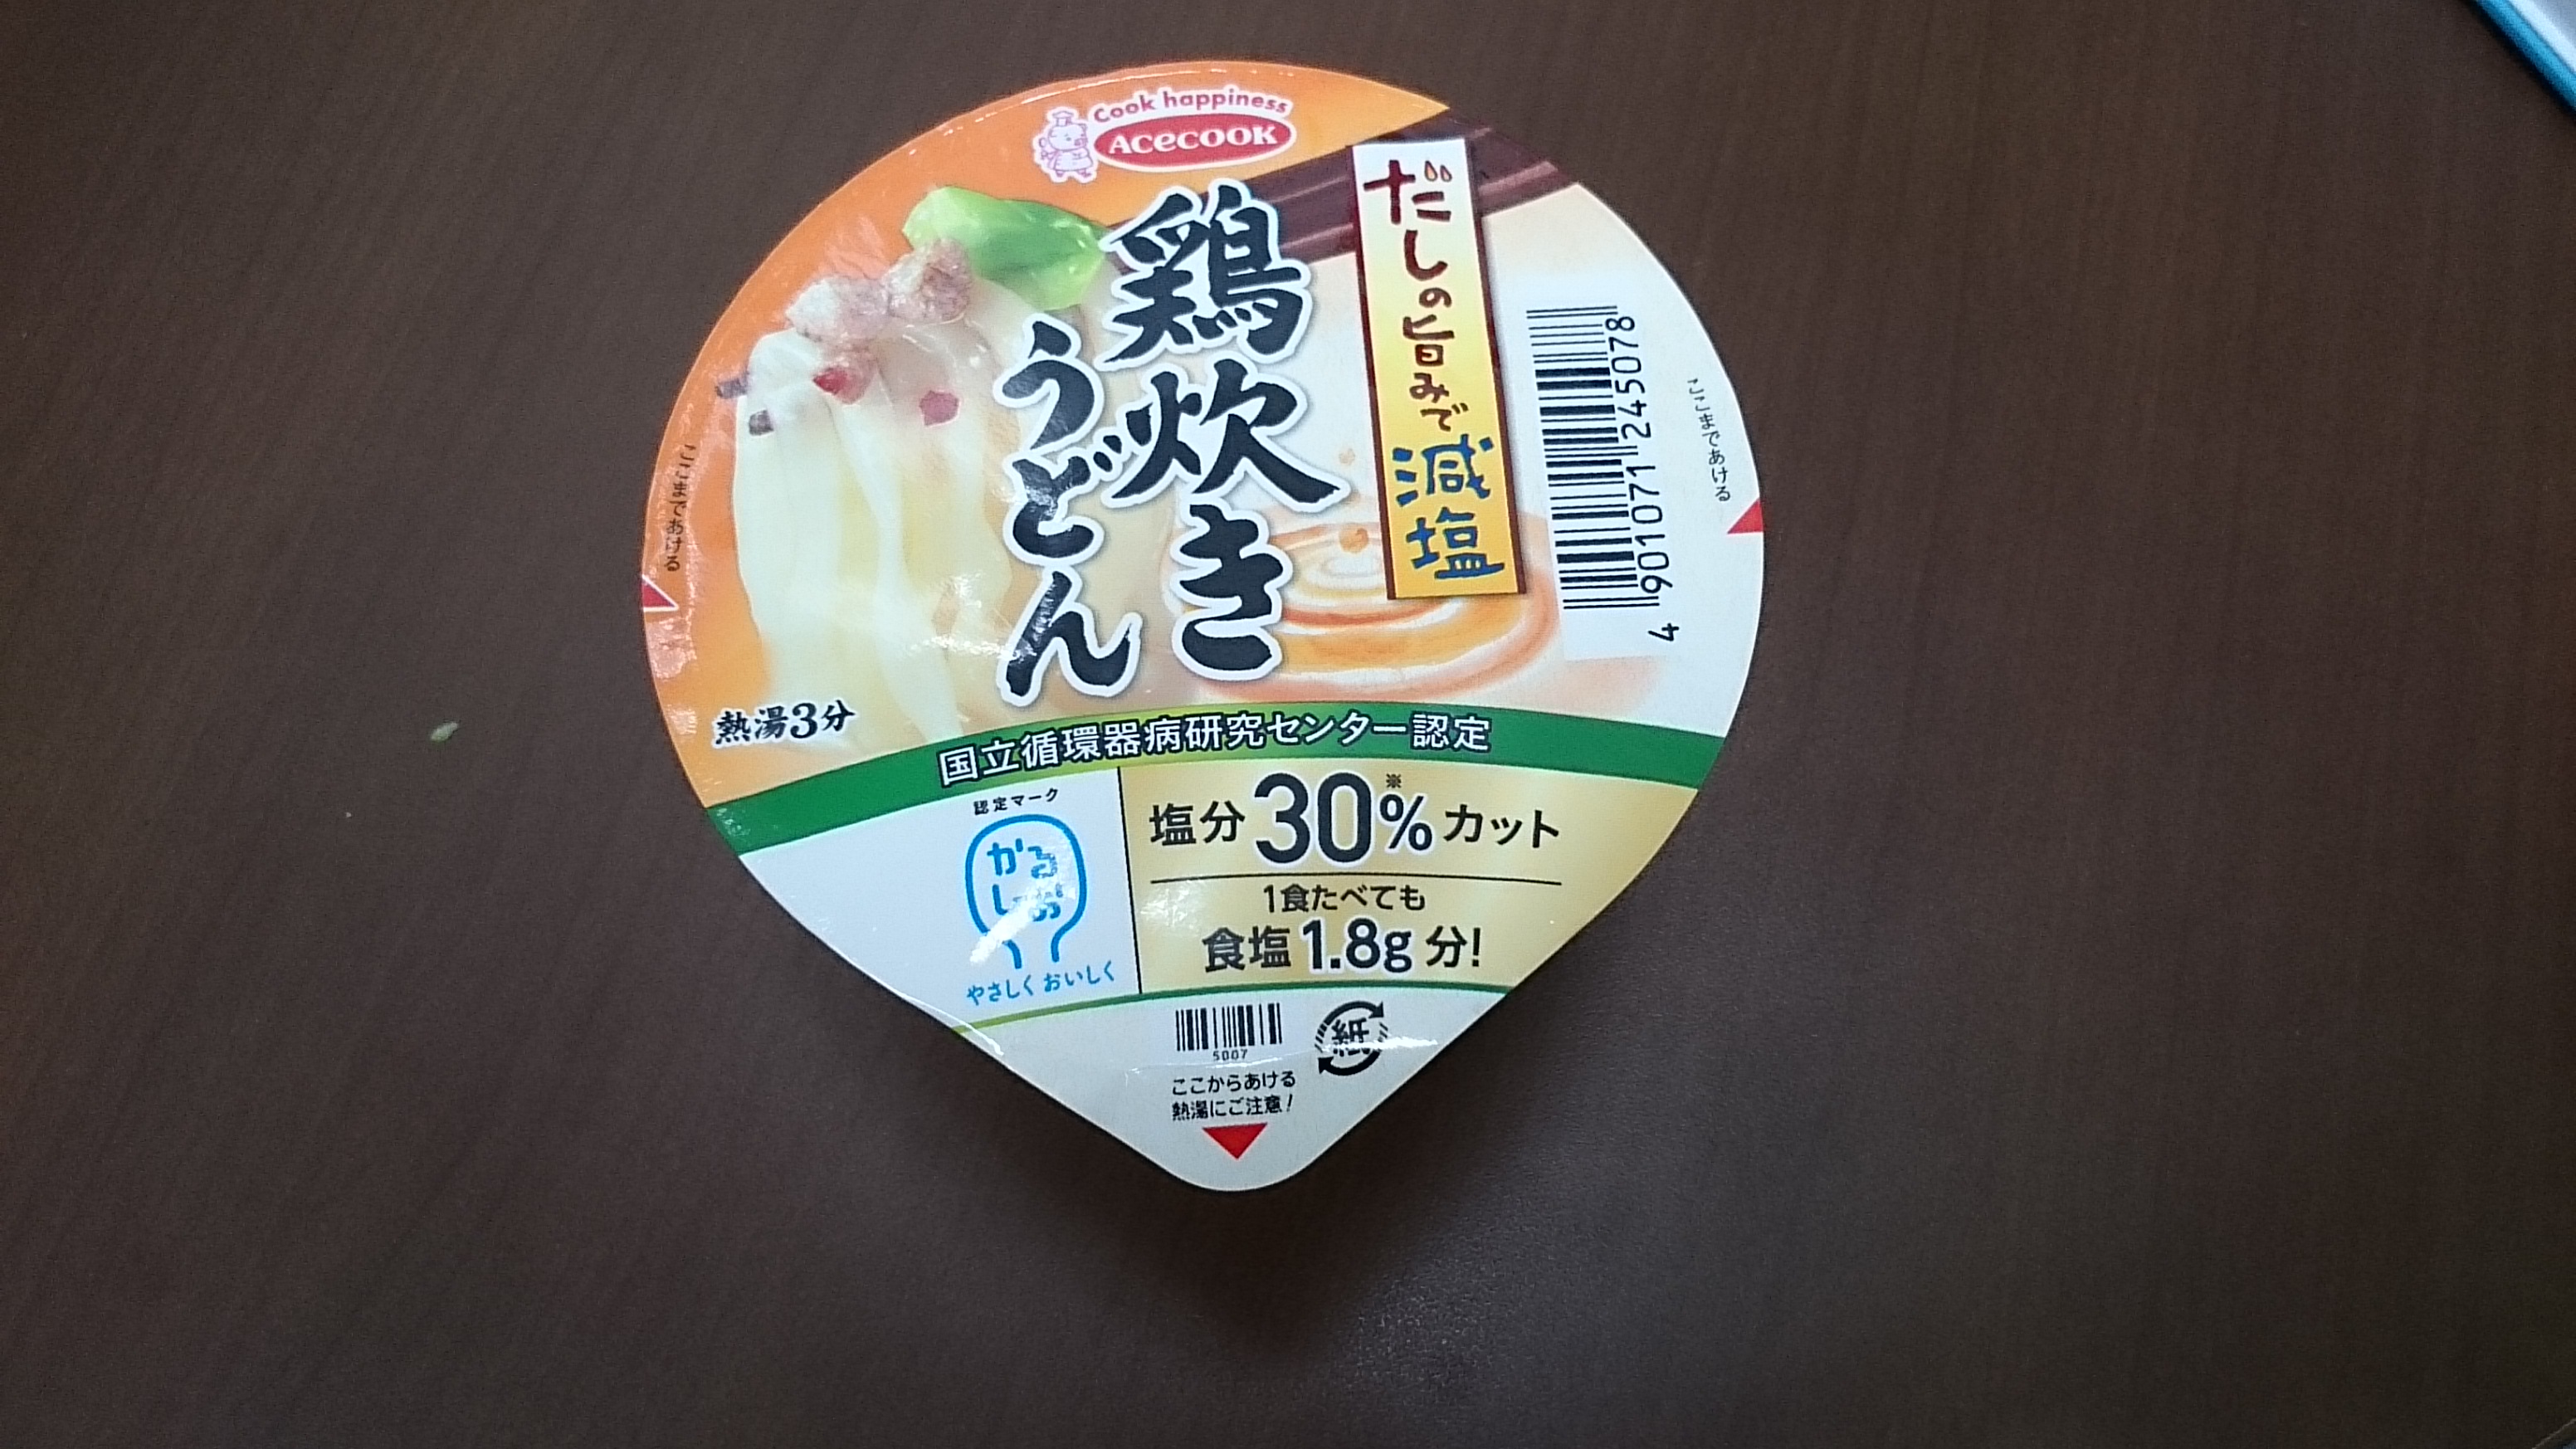 Cook happiness
Acecook
だしの旨みで減塩
鶏炊き
うどん
4 901071 245078
ここまであける
ここまであける
熱湯3分
国立循環器病研究センター認定
認定マーク
かるしお
やさしく おいしく
塩分30%※カット
1食たべても
食塩1.8g分!
5007
紙
ここからあける
熱湯にご注意!